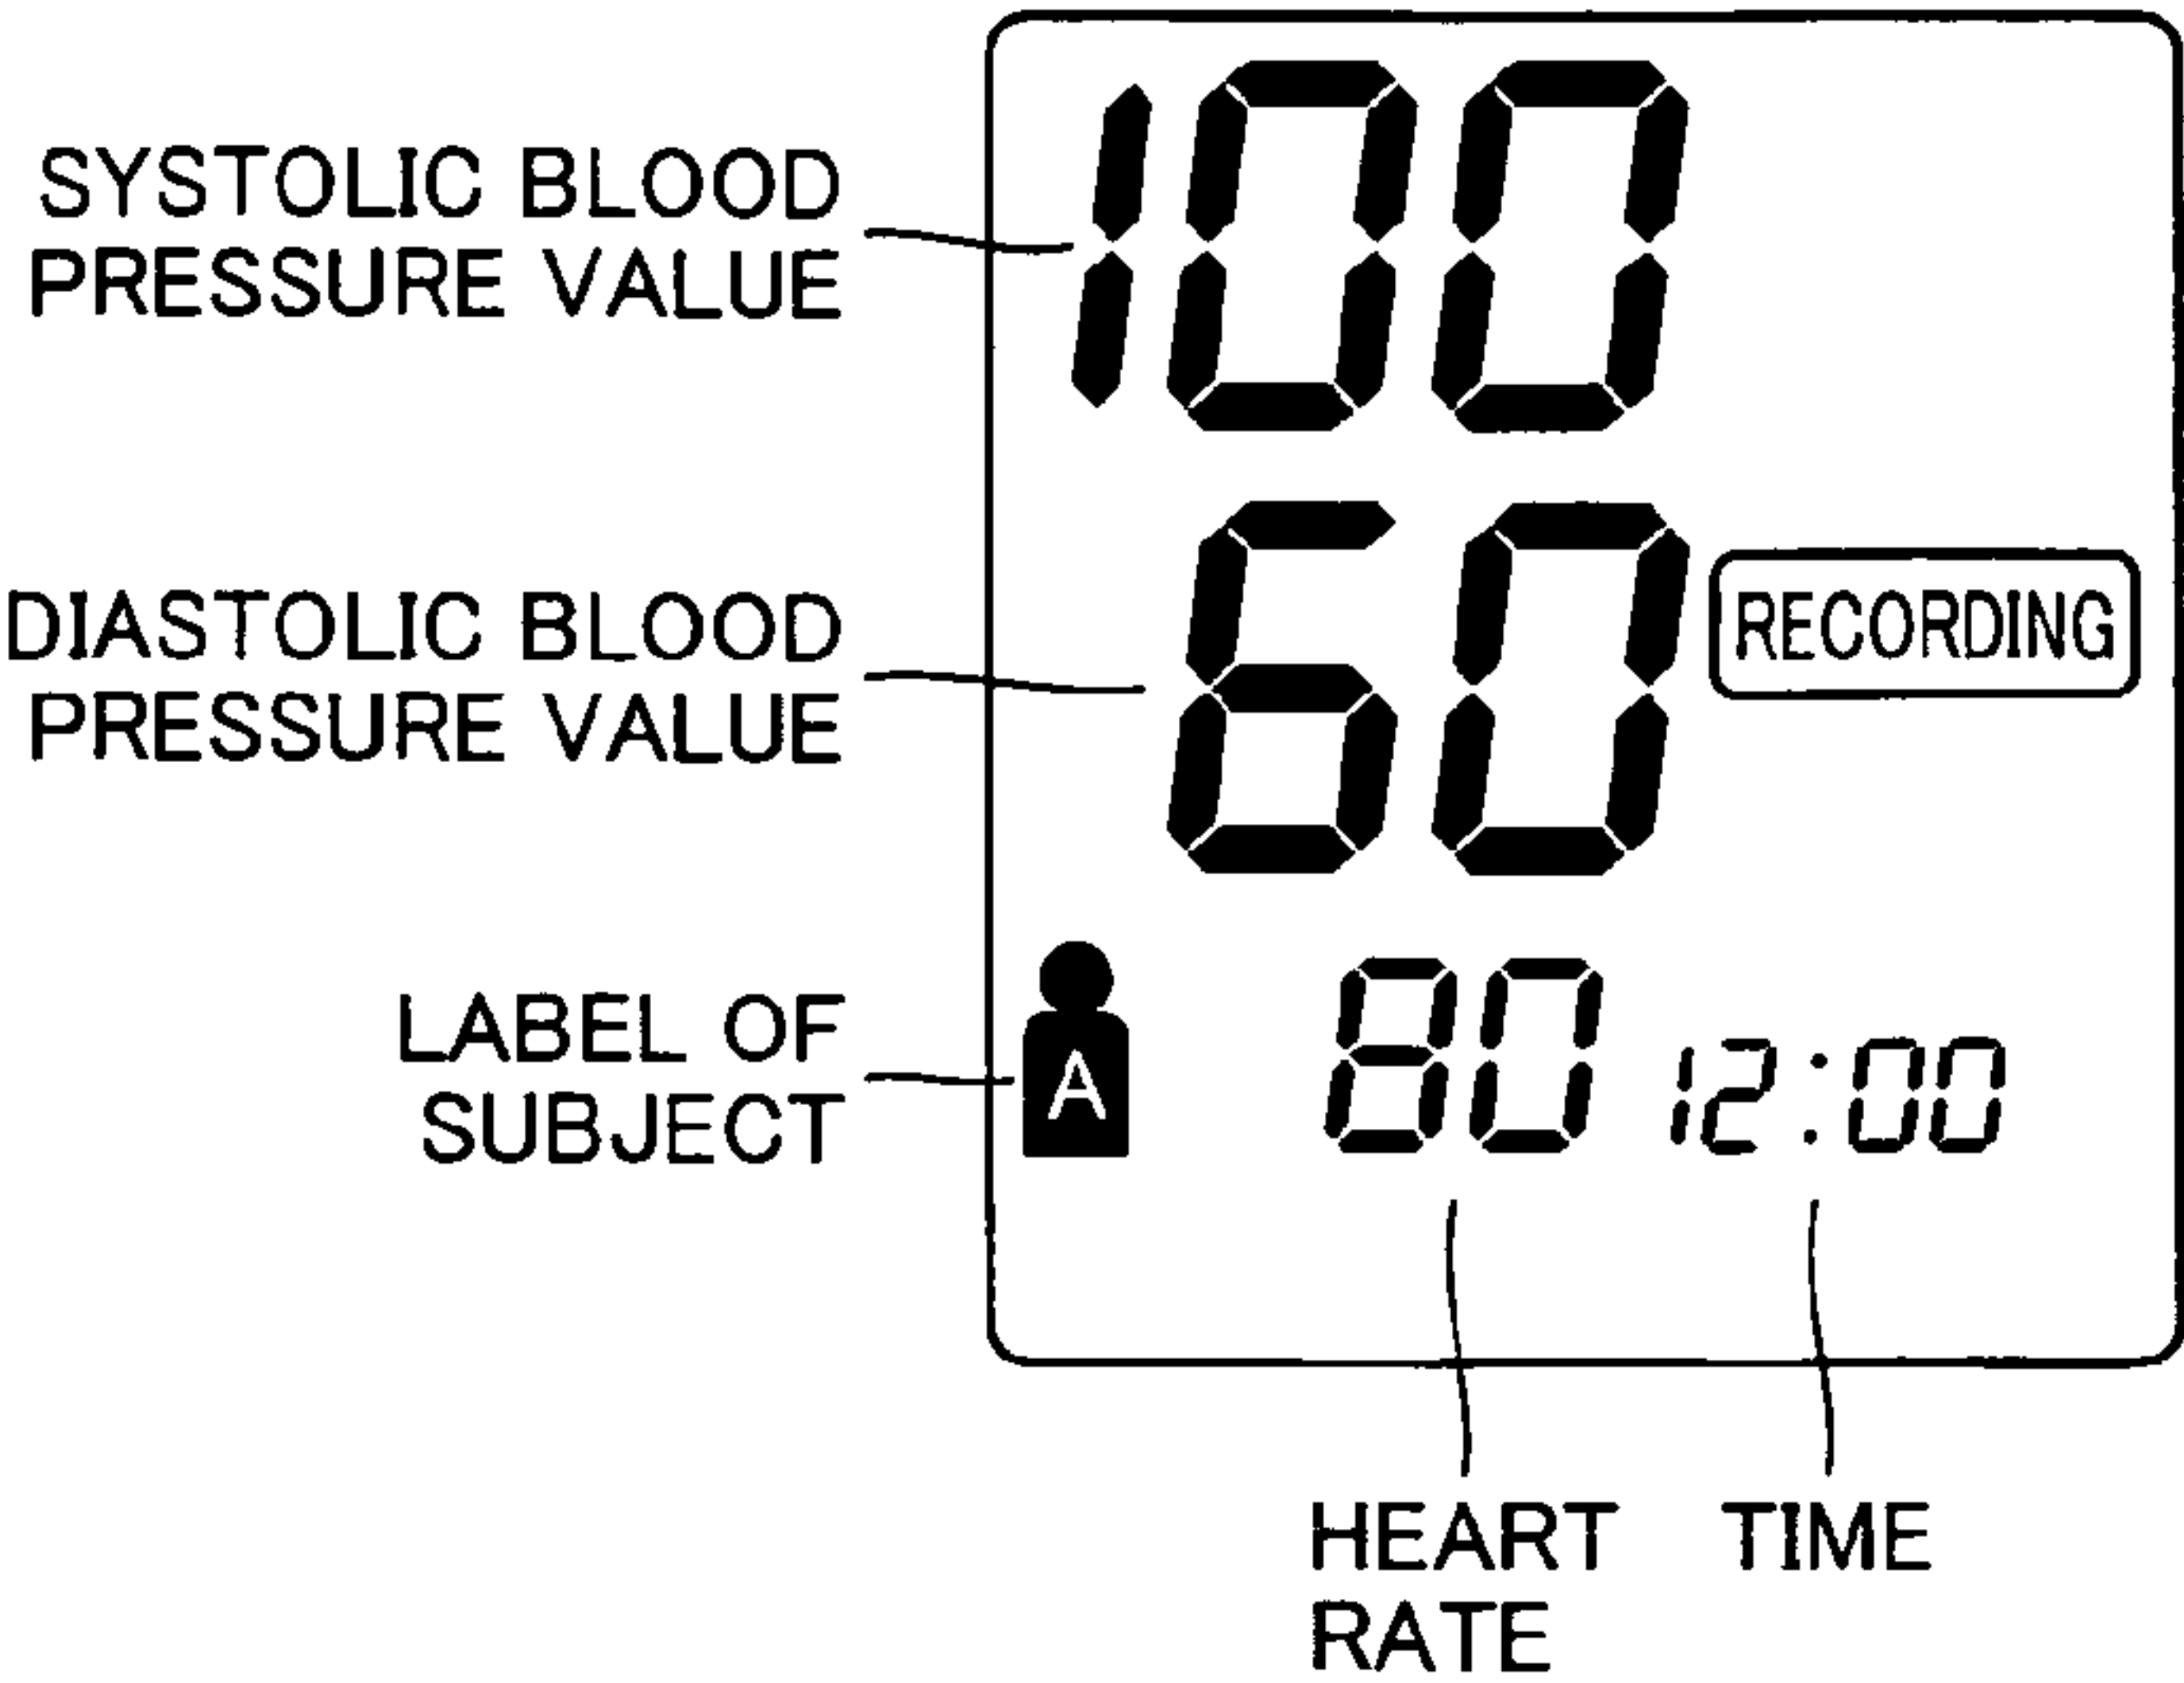 SYSTOLIC BLOOD
PRESSURE VALUE
100
DIASTOLIC BLOOD
PRESSURE VALUE
60
RECORDING
LABEL OF
SUBJECT
A
80
12:00
HEART
RATE
TIME